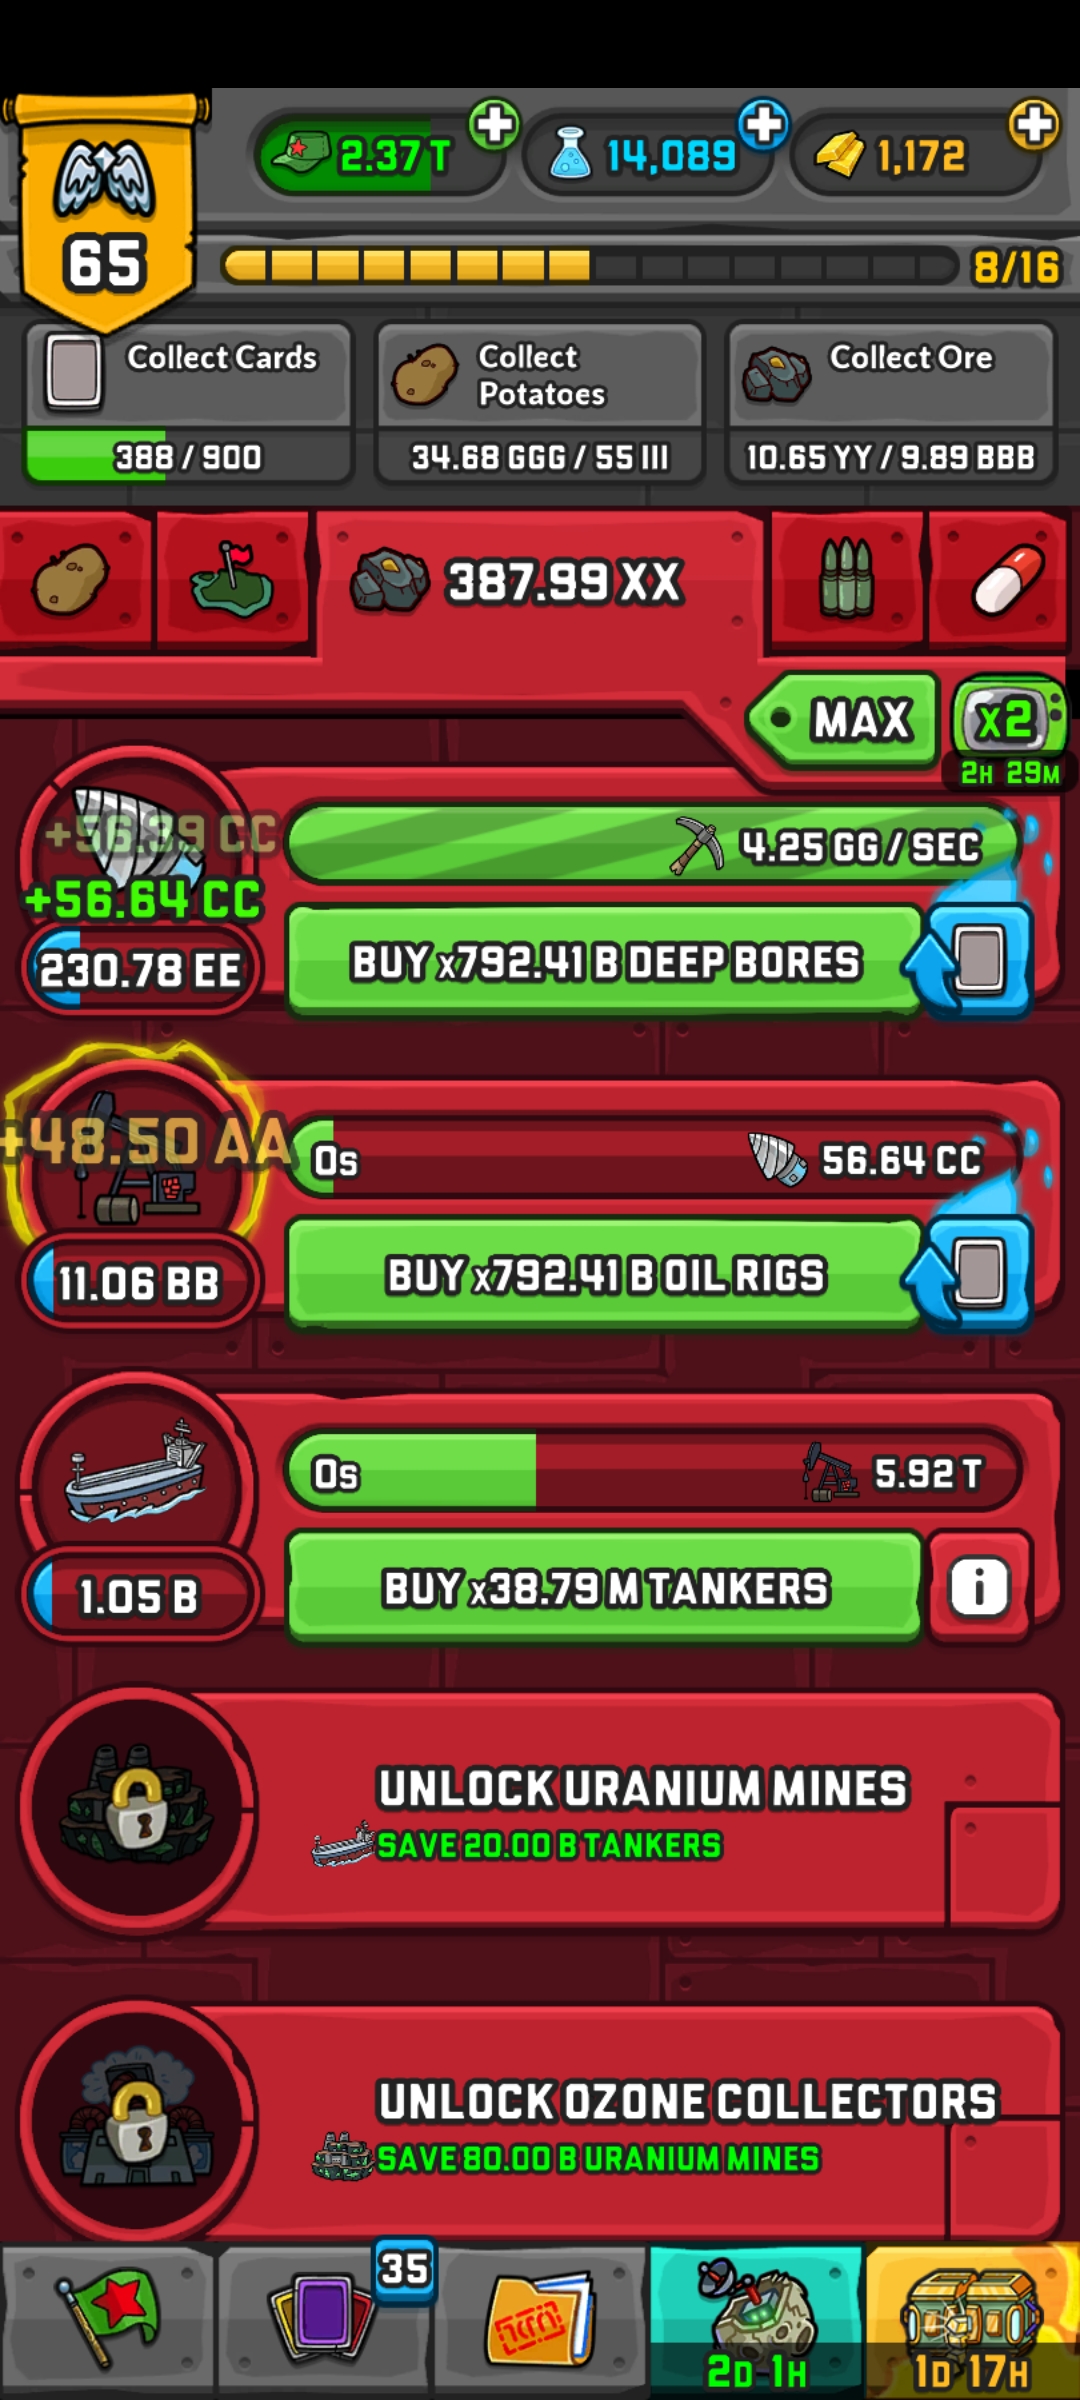 2.37 T
14,089
1,172
65
8/16
Collect Cards
388 / 900
Collect
Potatoes
34.68 GGG / 55 III
Collect Ore
10.65 YY / 9.89 BBB
387.99 XX
MAX
x2
2H 29M
+56.39 CC
+56.64 CC
230.78 EE
4.25 GG / SEC
BUY x792.41 B DEEP BORES
+48.50 AA
11.06 BB
0s
56.64 CC
BUY x792.41 B OIL RIGS
0s
5.92 T
1.05 B
BUY x38.79 M TANKERS
i
UNLOCK URANIUM MINES
SAVE 20.00 B TANKERS
UNLOCK OZONE COLLECTORS
SAVE 80.00 B URANIUM MINES
35
2D 1H
1D 17H